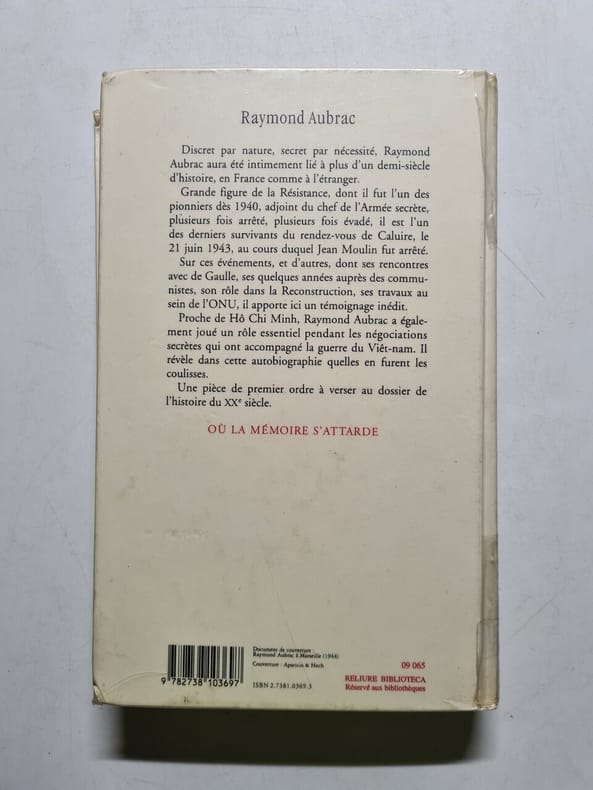 Raymond Aubrac
Discret par nature, secret par nécessité, Raymond
Aubrac aura été intimement lié à plus d'un demi-siècle
d'histoire, en France comme à l'étranger.
Grande figure de la Résistance, dont il fut l'un des
pionniers dès 1940, adjoint du chef de l'Armée secrète,
plusieurs fois arrêté, plusieurs fois évadé, il est l'un
des derniers survivants du rendez-vous de Caluire, le
21 juin 1943, au cours duquel Jean Moulin fut arrêté.
Sur ces événements, et d'autres, dont ses rencontres
avec de Gaulle, ses quelques années auprès des commu-
nistes, son rôle dans la Reconstruction, ses travaux au
sein de l'ONU, il apporte ici un témoignage inédit.
Proche de Hô Chi Minh, Raymond Aubrac a égale-
ment joué un rôle essentiel pendant les négociations
secrètes qui ont accompagné la guerre du Viêt-nam. Il
révèle dans cette autobiographie quelles en furent les
coulisses.
Une pièce de premier ordre à verser au dossier de
l'histoire du XXe siècle.
OÙ LA MÉMOIRE S'ATTARDE
Document de couverture :
Raymond Aubrac à Marseille (1944)
Couverture : Apeloig & Hoch
9 782738 103697
ISBN 2.7381.0369.3
09 065
RELIURE BIBLIOTECA
Réservé aux bibliothèques